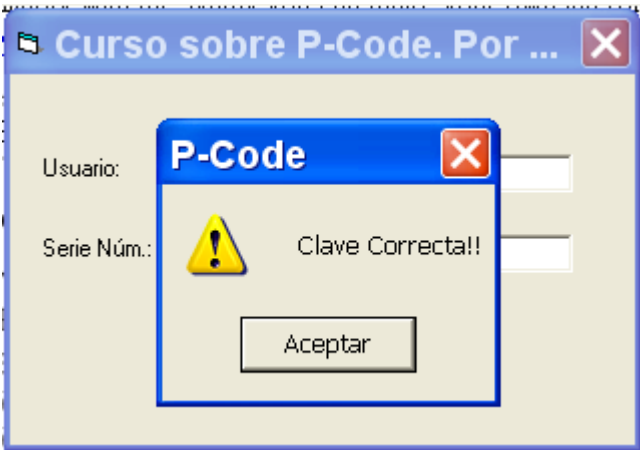 Curso sobre P-Code. Por ...
P-Code
Usuario:
Clave Correcta!!
Serie Núm.:
Aceptar